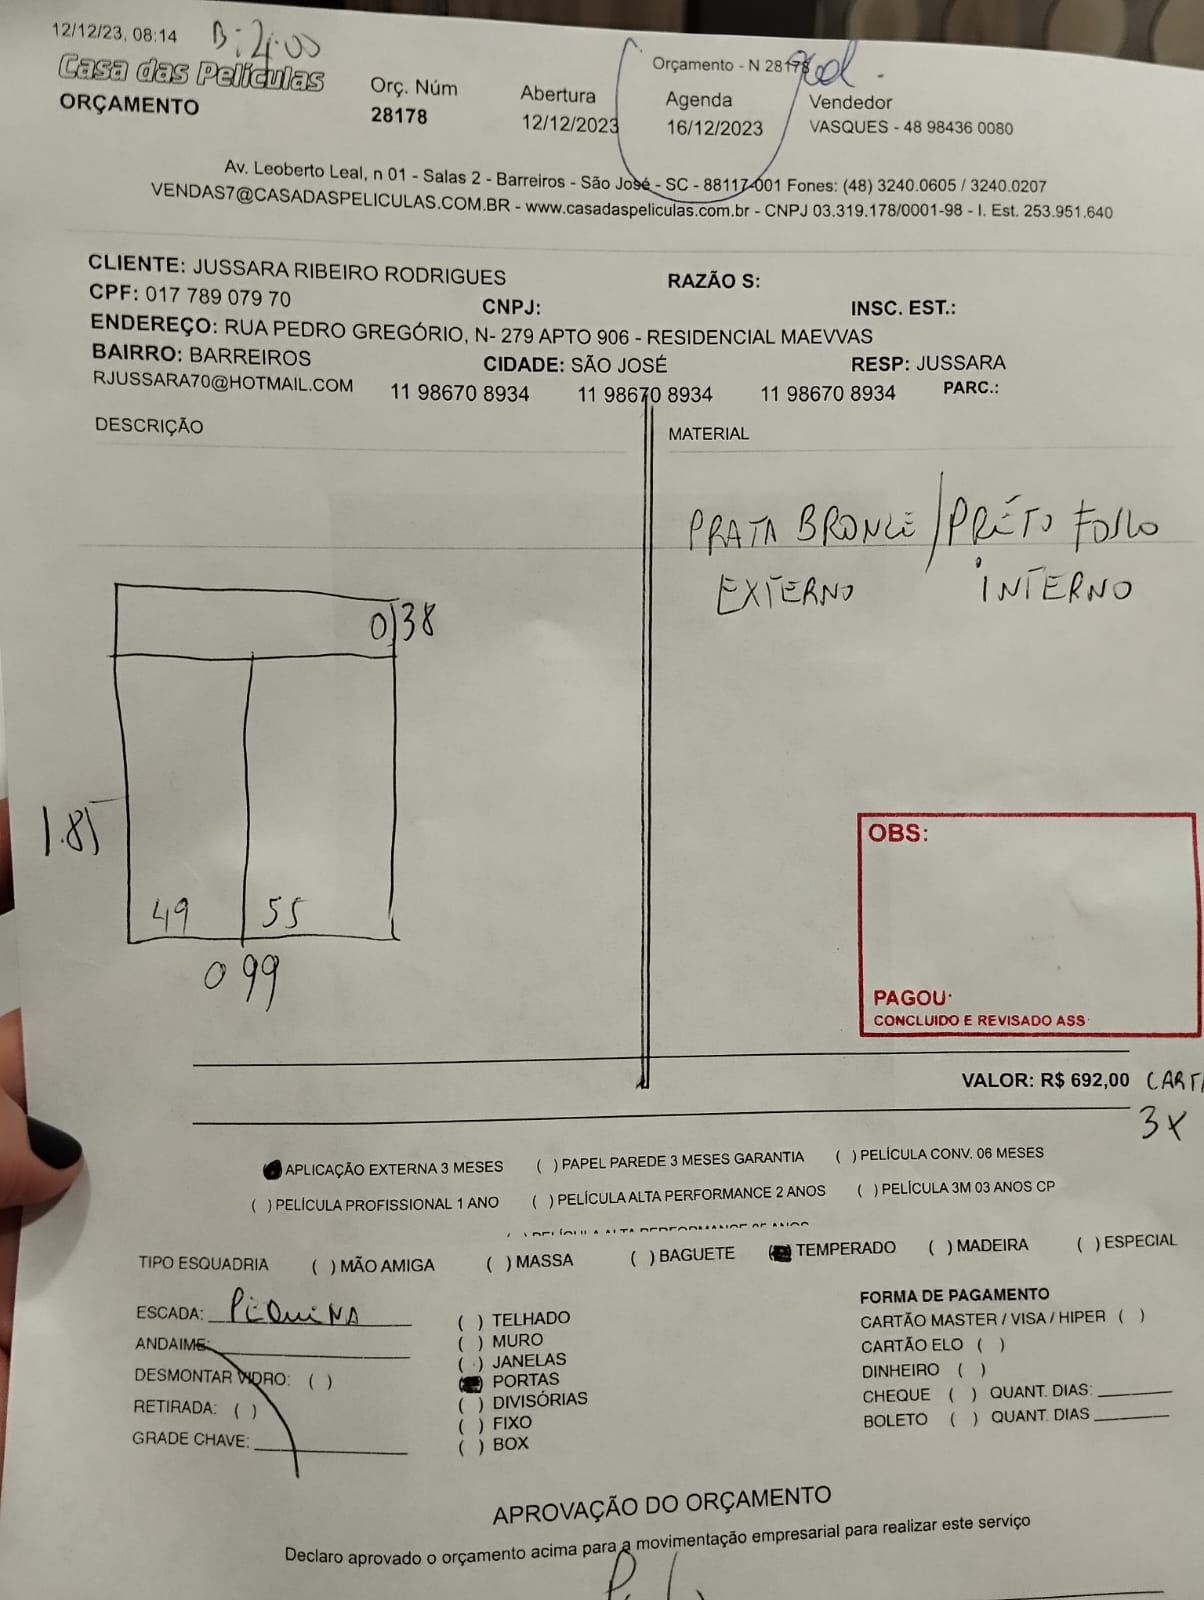 12/12/23, 08:14
Casa das Películas
ORÇAMENTO
Orç. Núm
28178
Abertura
12/12/2023
Orçamento - N 28178
Agenda
16/12/2023
Vendedor
VASQUES - 48 98436 0080
Av. Leoberto Leal, n 01 - Salas 2 - Barreiros - São José - SC - 88117-001 Fones: (48) 3240.0605 / 3240.0207
VENDAS7@CASADASPELICULAS.COM.BR - www.casadaspeliculas.com.br - CNPJ 03.319.178/0001-98 - I. Est. 253.951.640
CLIENTE: JUSSARA RIBEIRO RODRIGUES RAZÃO S:
CPF: 017 789 079 70 CNPJ: INSC. EST.:
ENDEREÇO: RUA PEDRO GREGÓRIO, N- 279 APTO 906 - RESIDENCIAL MAEVVAS
BAIRRO: BARREIROS CIDADE: SÃO JOSÉ RESP: JUSSARA
RJUSSARA70@HOTMAIL.COM 11 98670 8934 11 98670 8934 11 98670 8934 PARC.:
DESCRIÇÃO MATERIAL
PRATA BRONZE / PRETO FOSCO
EXTERNO INTERNO
0,38
1.85
49 55
0 99
OBS:
PAGOU:
CONCLUIDO E REVISADO ASS:
VALOR: R$ 692,00
3x
APLICAÇÃO EXTERNA 3 MESES ( ) PAPEL PAREDE 3 MESES GARANTIA ( ) PELÍCULA CONV. 06 MESES
( ) PELÍCULA PROFISSIONAL 1 ANO ( ) PELÍCULA ALTA PERFORMANCE 2 ANOS ( ) PELÍCULA 3M 03 ANOS CP
TIPO ESQUADRIA ( ) MÃO AMIGA ( ) MASSA ( ) BAGUETE TEMPERADO ( ) MADEIRA ( ) ESPECIAL
ESCADA: PEQUENA
ANDAIME:
DESMONTAR VIDRO: ( )
RETIRADA: ( )
GRADE CHAVE:
( ) TELHADO
( ) MURO
( ) JANELAS
PORTAS
( ) DIVISÓRIAS
( ) FIXO
( ) BOX
FORMA DE PAGAMENTO
CARTÃO MASTER / VISA / HIPER ( )
CARTÃO ELO ( )
DINHEIRO ( )
CHEQUE ( ) QUANT. DIAS:
BOLETO ( ) QUANT. DIAS
APROVAÇÃO DO ORÇAMENTO
Declaro aprovado o orçamento acima para a movimentação empresarial para realizar este serviço